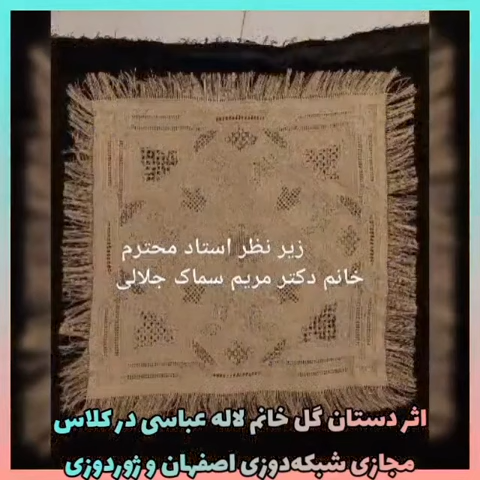 زیر نظر استاد محترم
خانم دکتر مریم سماک جلالی
اثر دستان گل خانم لاله عباسی در کلاس
مجازی شبکه‌دوزی اصفهان و ژوردوزی